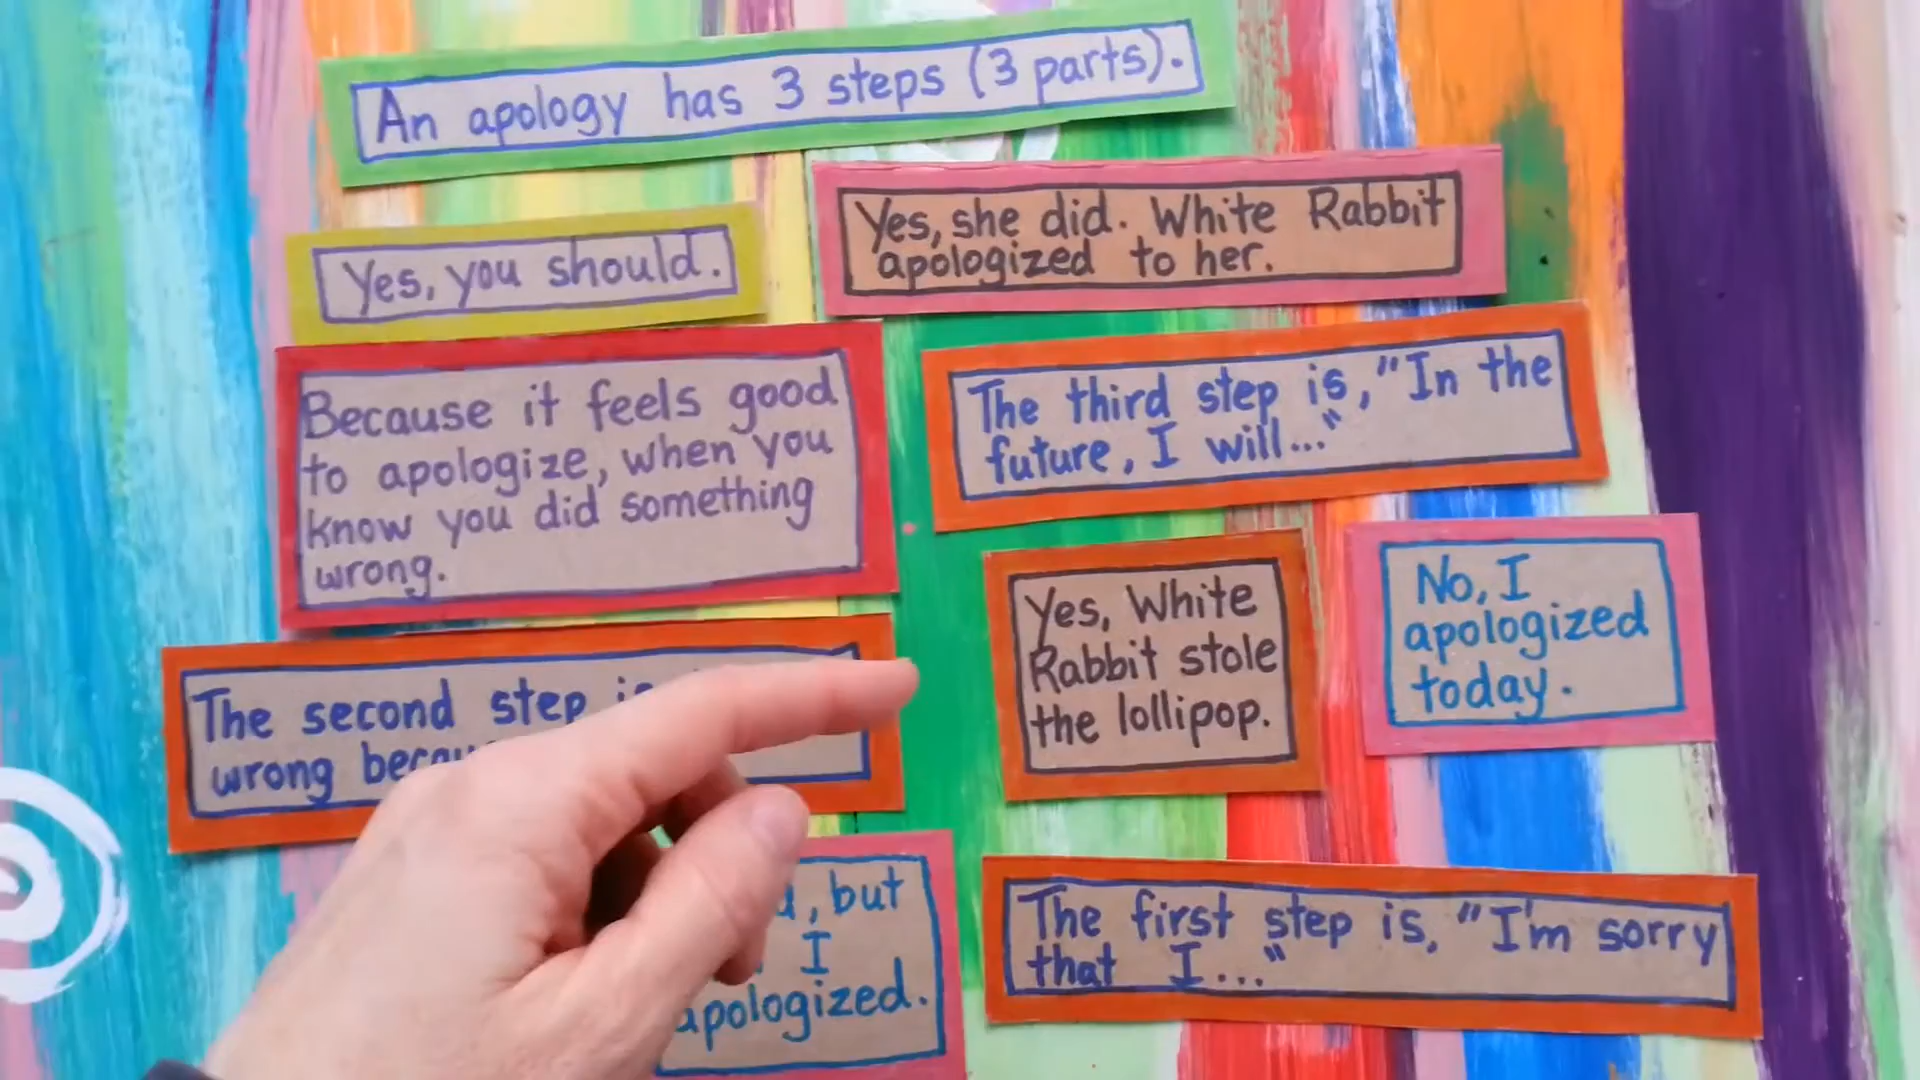 An apology has 3 steps (3 parts).
Yes, she did. White Rabbit
apologized to her.
Yes, you should.
Because it feels good
to apologize, when you
know you did something
wrong.
The third step is, "In the
future, I will..."
Yes, White
Rabbit stole
the lollipop.
No, I
apologized
today.
The second step
wrong
, but
I
apologized.
The first step is, "I'm sorry
that I..."